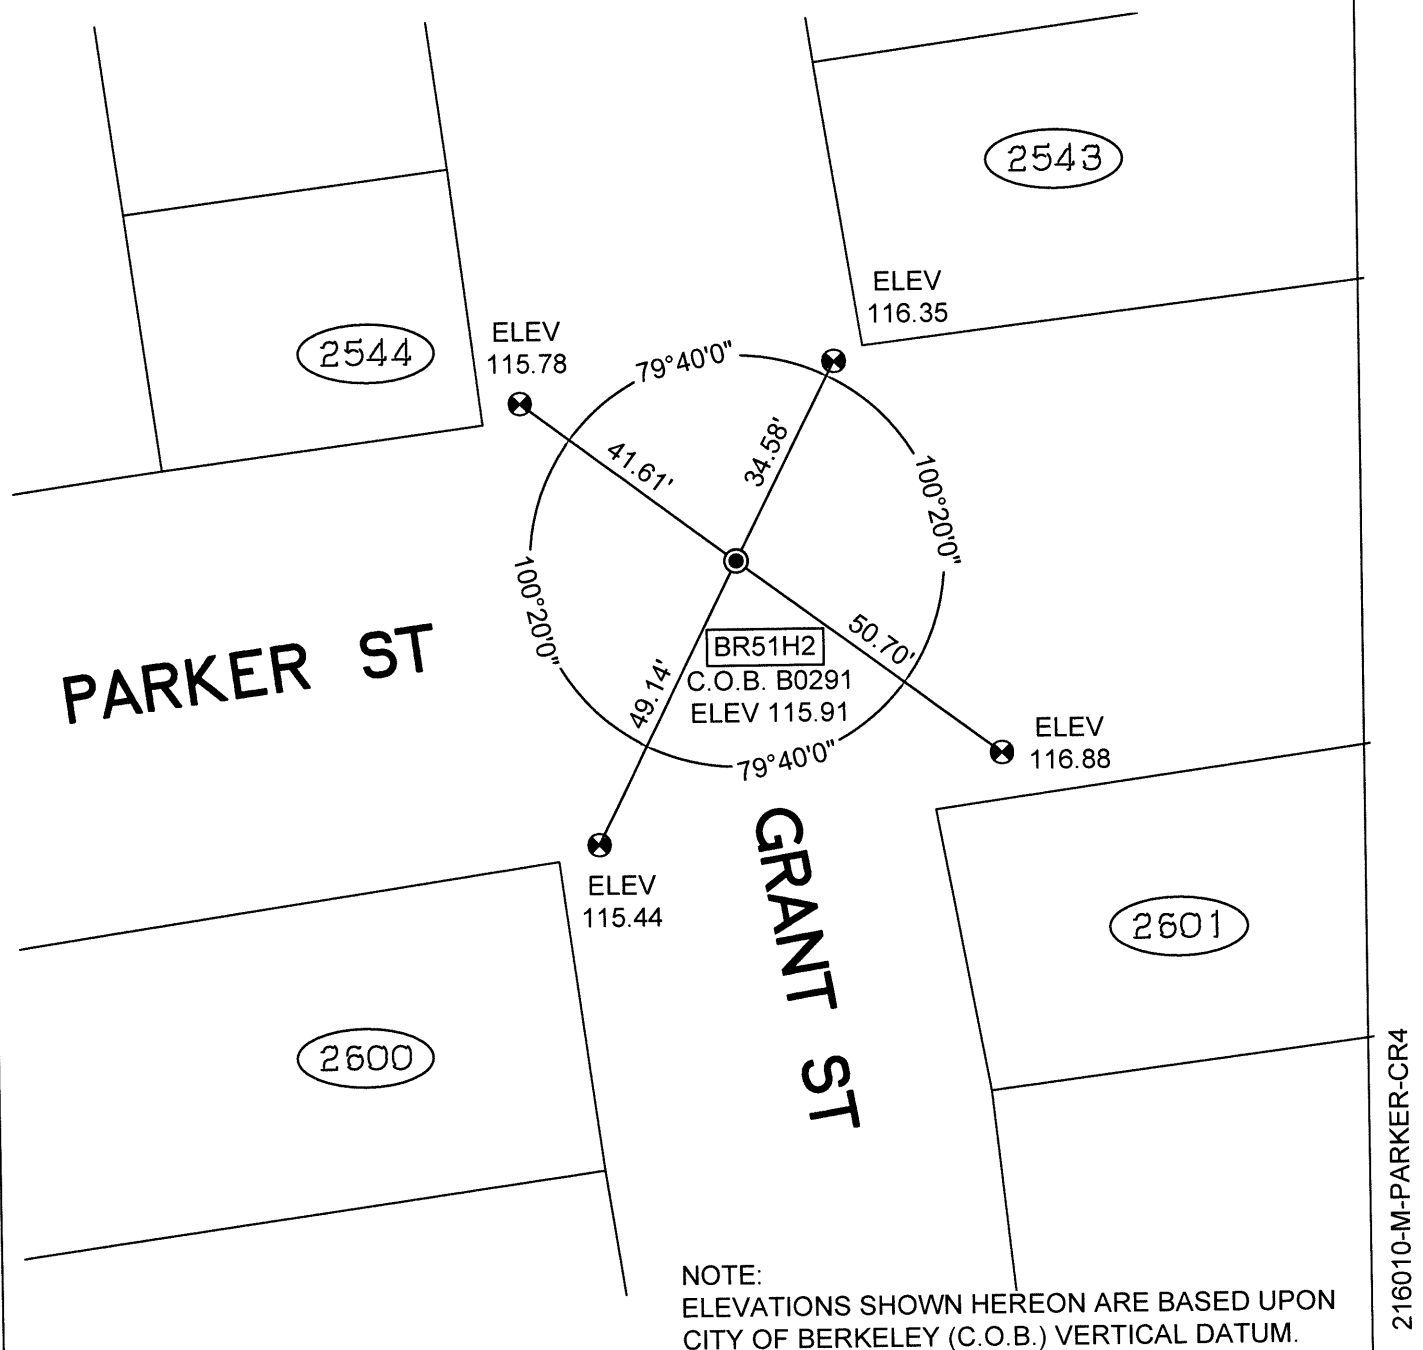 2543
ELEV
116.35
ELEV
115.78
2544
79°40'0"
34.58'
41.61'
100°20'0"
100°20'0"
50.70'
BR51H2
C.O.B. B0291
ELEV 115.91
49.14'
PARKER ST
ELEV
116.88
79°40'0"
GRANT ST
ELEV
115.44
2601
2600
216010-M-PARKER-CR4
NOTE:
ELEVATIONS SHOWN HEREON ARE BASED UPON
CITY OF BERKELEY (C.O.B.) VERTICAL DATUM.